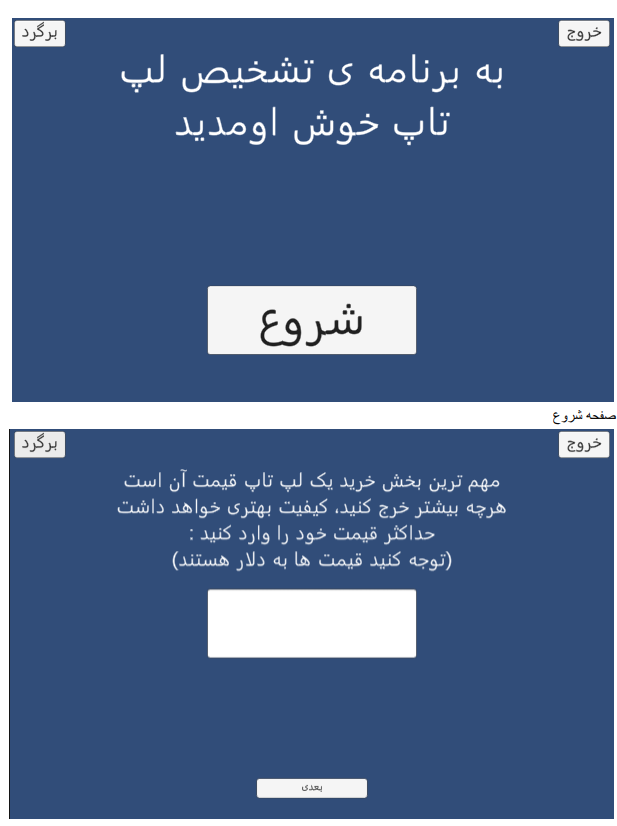 خروج
برگرد
به برنامه ی تشخیص لپ
تاپ خوش اومدید
شروع
صفحه شروع
خروج
برگرد
مهم ترین بخش خرید یک لپ تاپ قیمت آن است
هرچه بیشتر خرج کنید، کیفیت بهتری خواهد داشت
حداکثر قیمت خود را وارد کنید :
(توجه کنید قیمت ها به دلار هستند)
بعدی